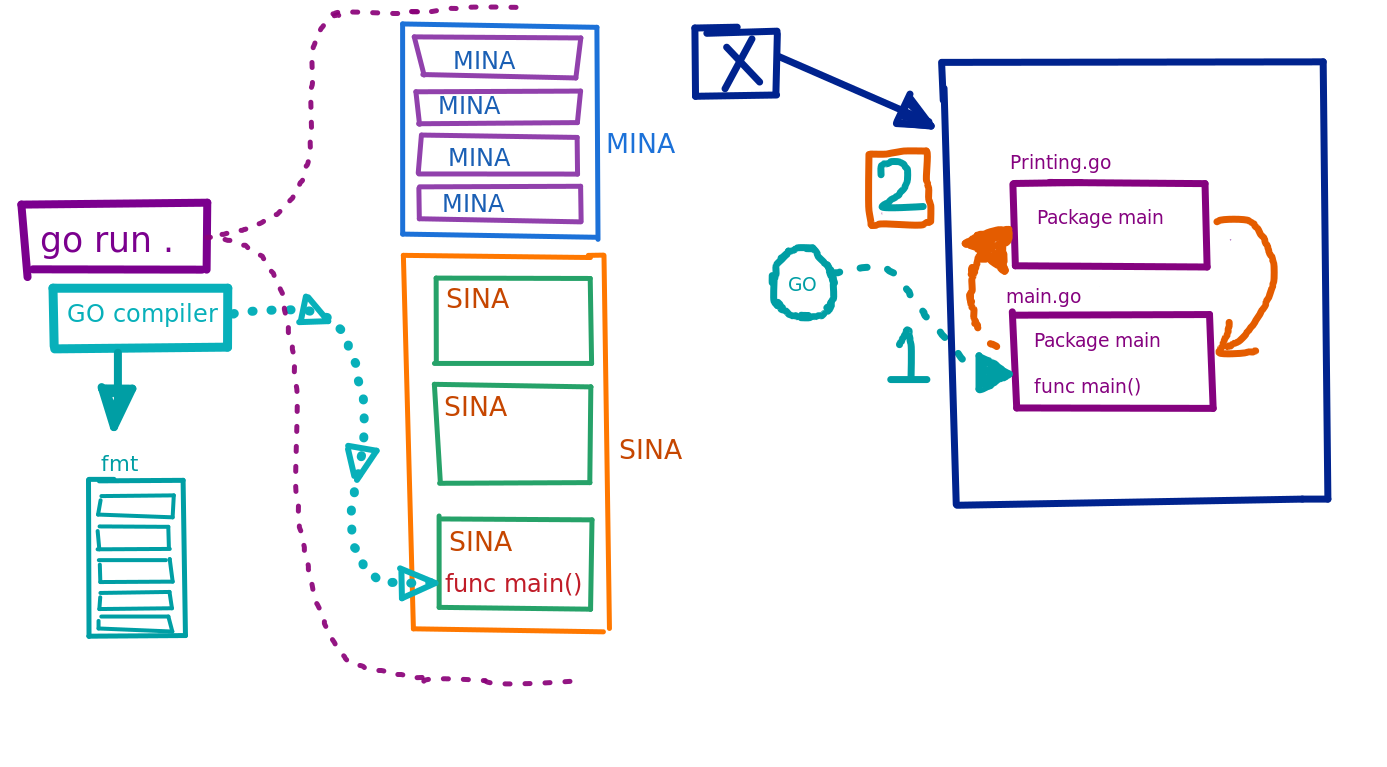 go run .
GO compiler
fmt
MINA
MINA
MINA
MINA
MINA
SINA
SINA
SINA
func main()
SINA
X
2
GO
1
Printing.go
Package main
main.go
Package main
func main()